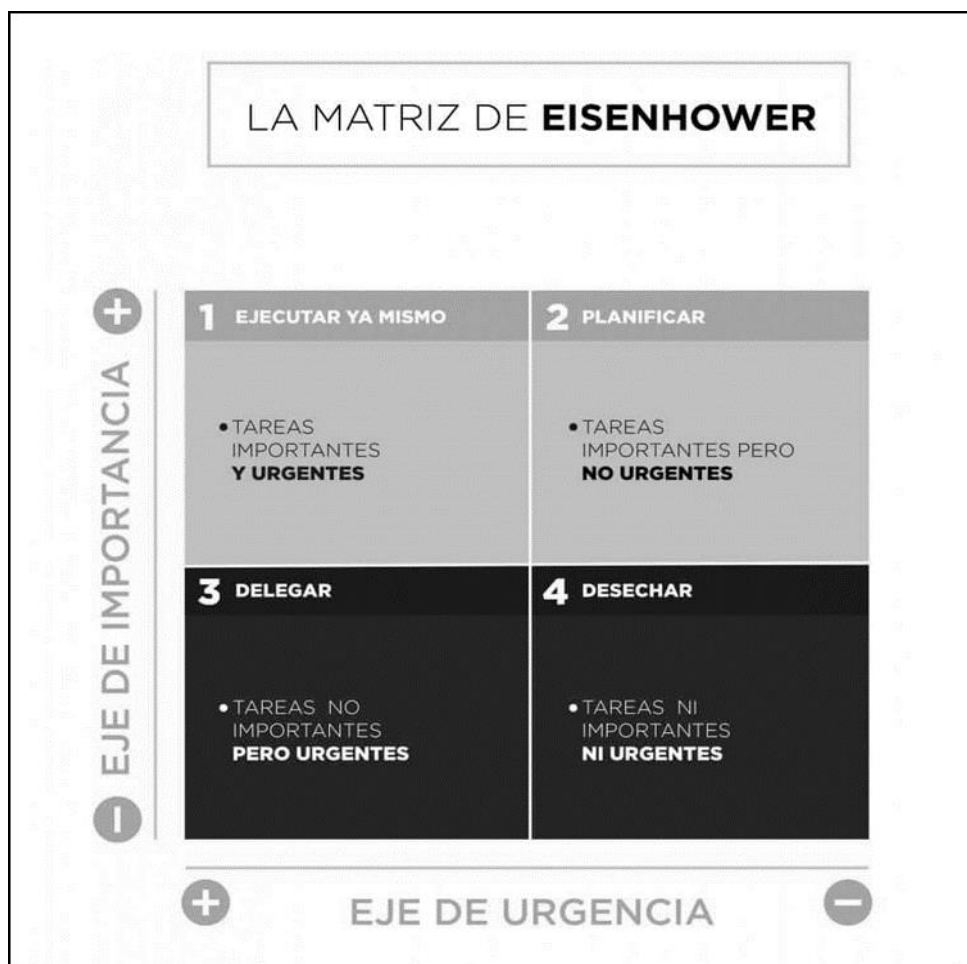 LA MATRIZ DE EISENHOWER
1 EJECUTAR YA MISMO
• TAREAS
IMPORTANTES
Y URGENTES
2 PLANIFICAR
• TAREAS
IMPORTANTES PERO
NO URGENTES
3 DELEGAR
• TAREAS NO
IMPORTANTES
PERO URGENTES
4 DESECHAR
• TAREAS NI
IMPORTANTES
NI URGENTES
+
EJE DE IMPORTANCIA
−
+
EJE DE URGENCIA
−